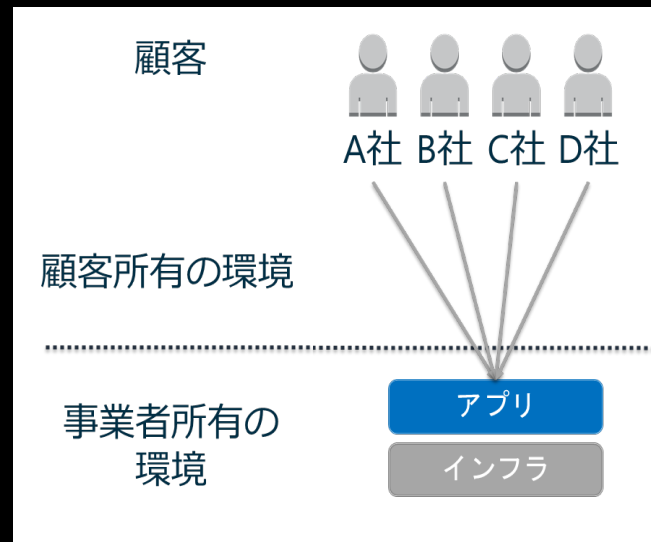 顧客
A社 B社 C社 D社
顧客所有の環境
事業者所有の
環境
アプリ
インフラ